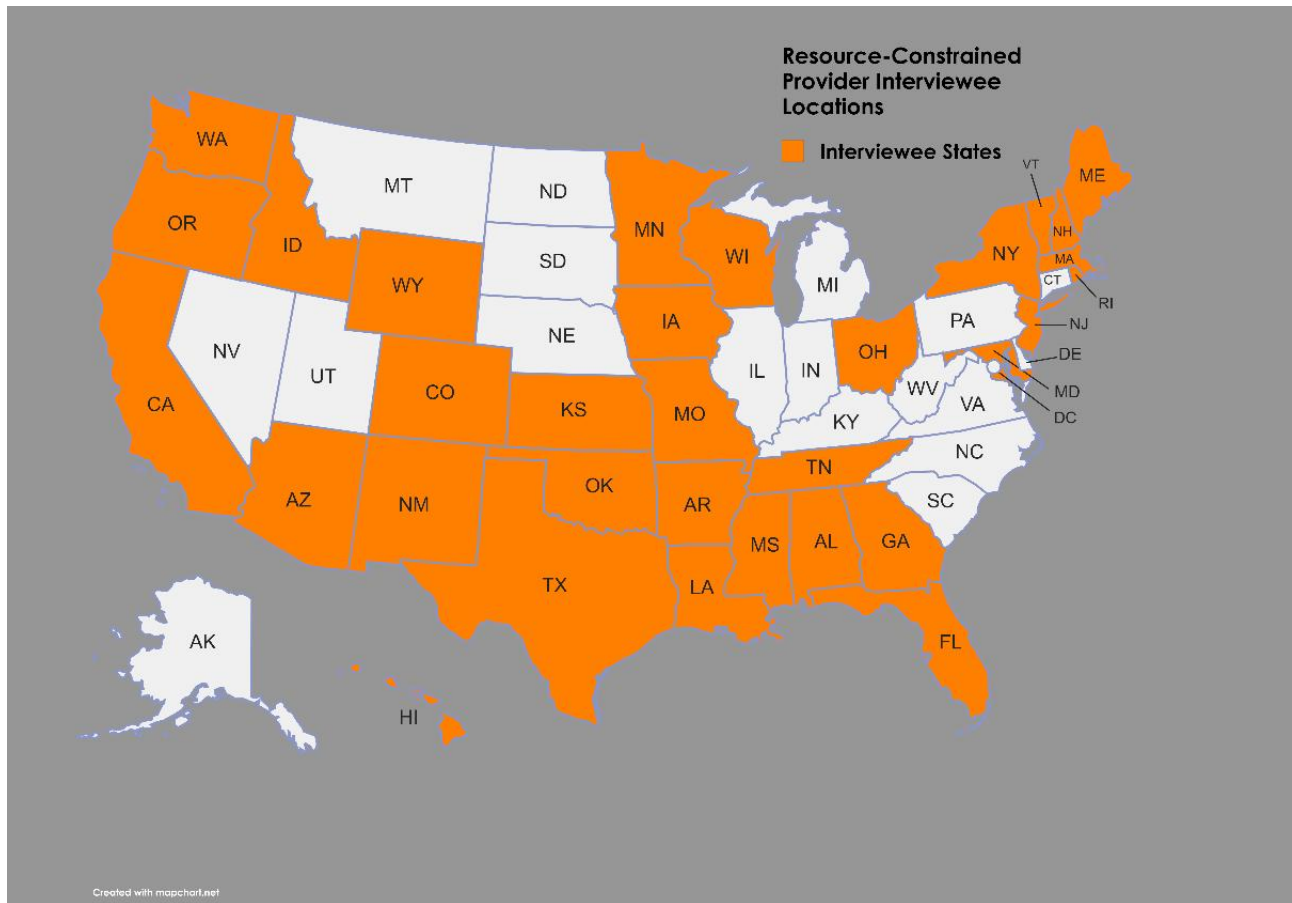 Resource-Constrained
Provider Interviewee
Locations
Interviewee States
WA
MT
ND
MN
VT
ME
OR
ID
SD
WI
NY
NH
WY
MI
MA
CT
RI
NE
IA
PA
NJ
NV
UT
CO
IL
IN
OH
DE
CA
KS
MO
WV
VA
MD
KY
DC
AZ
NM
OK
AR
TN
NC
SC
TX
MS
AL
GA
LA
FL
AK
HI
Created with mapchart.net